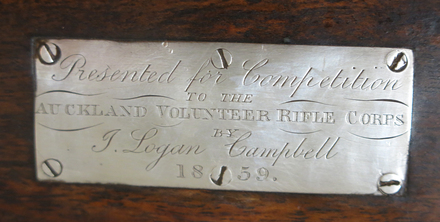 Presented for Competition
TO THE
AUCKLAND VOLUNTEER RIFLE CORPS
BY
J. Logan Campbell
1859.